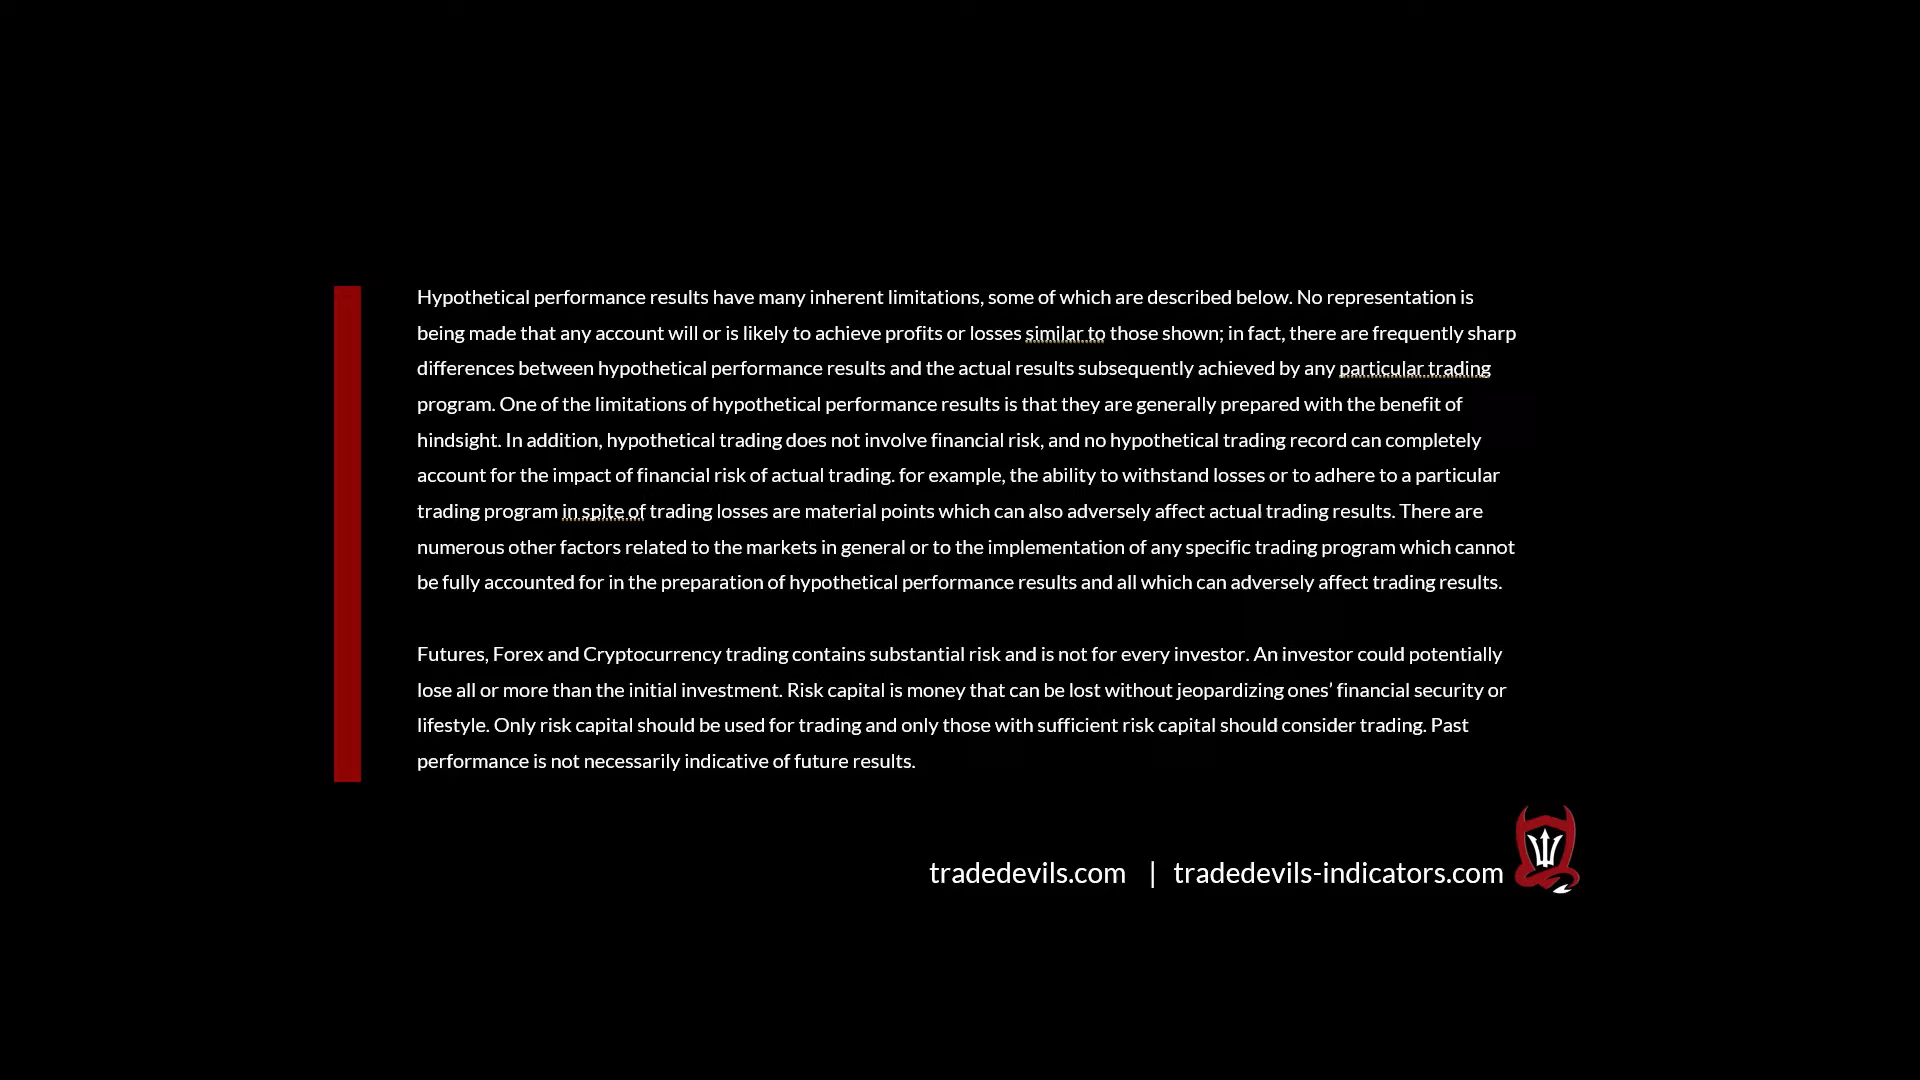 Hypothetical performance results have many inherent limitations, some of which are described below. No representation is
being made that any account will or is likely to achieve profits or losses similar to those shown; in fact, there are frequently sharp
differences between hypothetical performance results and the actual results subsequently achieved by any particular trading
program. One of the limitations of hypothetical performance results is that they are generally prepared with the benefit of
hindsight. In addition, hypothetical trading does not involve financial risk, and no hypothetical trading record can completely
account for the impact of financial risk of actual trading. for example, the ability to withstand losses or to adhere to a particular
trading program in spite of trading losses are material points which can also adversely affect actual trading results. There are
numerous other factors related to the markets in general or to the implementation of any specific trading program which cannot
be fully accounted for in the preparation of hypothetical performance results and all which can adversely affect trading results.
Futures, Forex and Cryptocurrency trading contains substantial risk and is not for every investor. An investor could potentially
lose all or more than the initial investment. Risk capital is money that can be lost without jeopardizing ones’ financial security or
lifestyle. Only risk capital should be used for trading and only those with sufficient risk capital should consider trading. Past
performance is not necessarily indicative of future results.
tradedevils.com | tradedevils-indicators.com